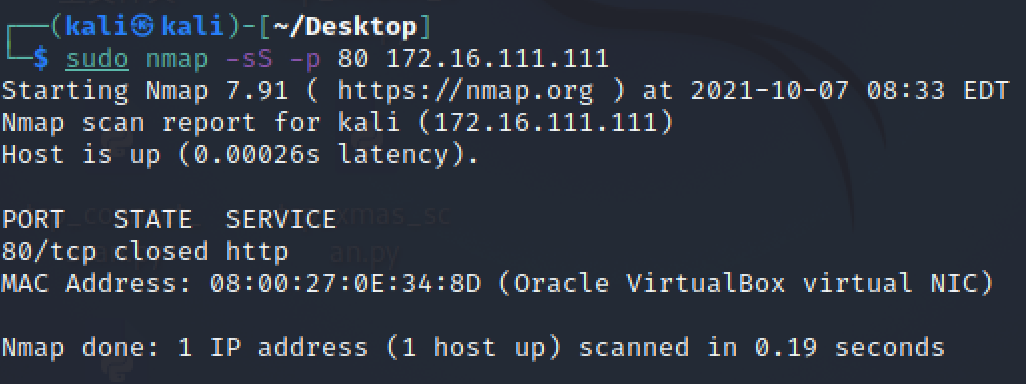 ┌──(kali㉿kali)-[~/Desktop]
└─$ sudo nmap -sS -p 80 172.16.111.111
Starting Nmap 7.91 ( https://nmap.org ) at 2021-10-07 08:33 EDT
Nmap scan report for kali (172.16.111.111)
Host is up (0.00026s latency).
PORT   STATE  SERVICE
80/tcp closed http
MAC Address: 08:00:27:0E:34:8D (Oracle VirtualBox virtual NIC)
Nmap done: 1 IP address (1 host up) scanned in 0.19 seconds
xmas_sc
an.py